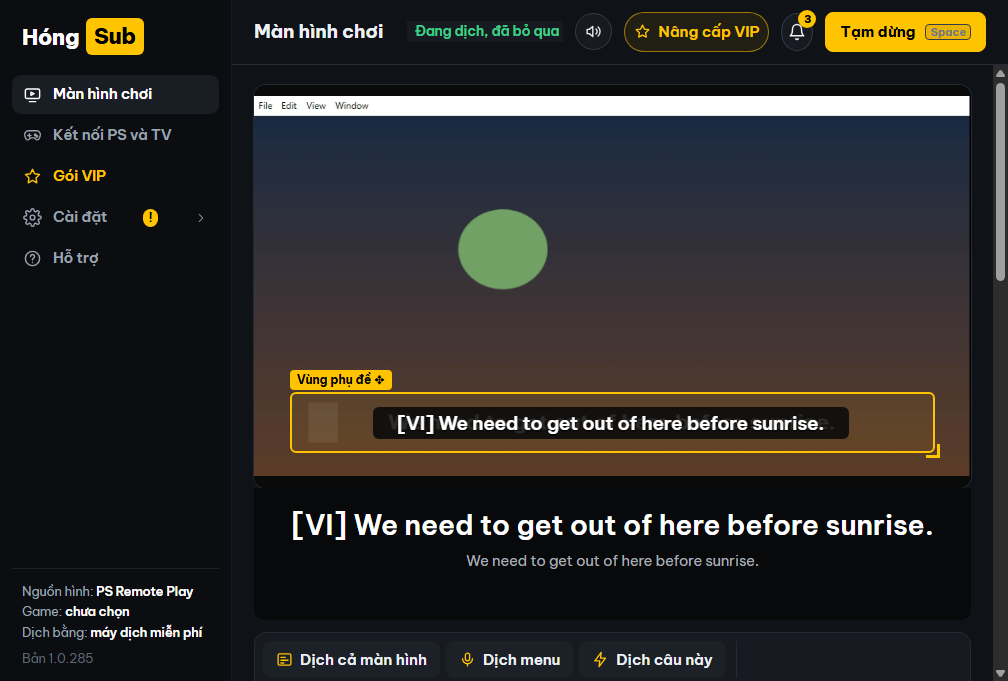 Hóng Sub
Màn hình chơi
Kết nối PS và TV
Gói VIP
Cài đặt
!
Hỗ trợ
Nguồn hình: PS Remote Play
Game: chưa chọn
Dịch bằng: máy dịch miễn phí
Bản 1.0.285
Màn hình chơi
Đang dịch, đã bỏ qua
Nâng cấp VIP
3
Tạm dừng Space
File Edit View Window
Vùng phụ đề
[VI] We need to get out of here before sunrise.
[VI] We need to get out of here before sunrise.
We need to get out of here before sunrise.
Dịch cả màn hình
Dịch menu
Dịch câu này